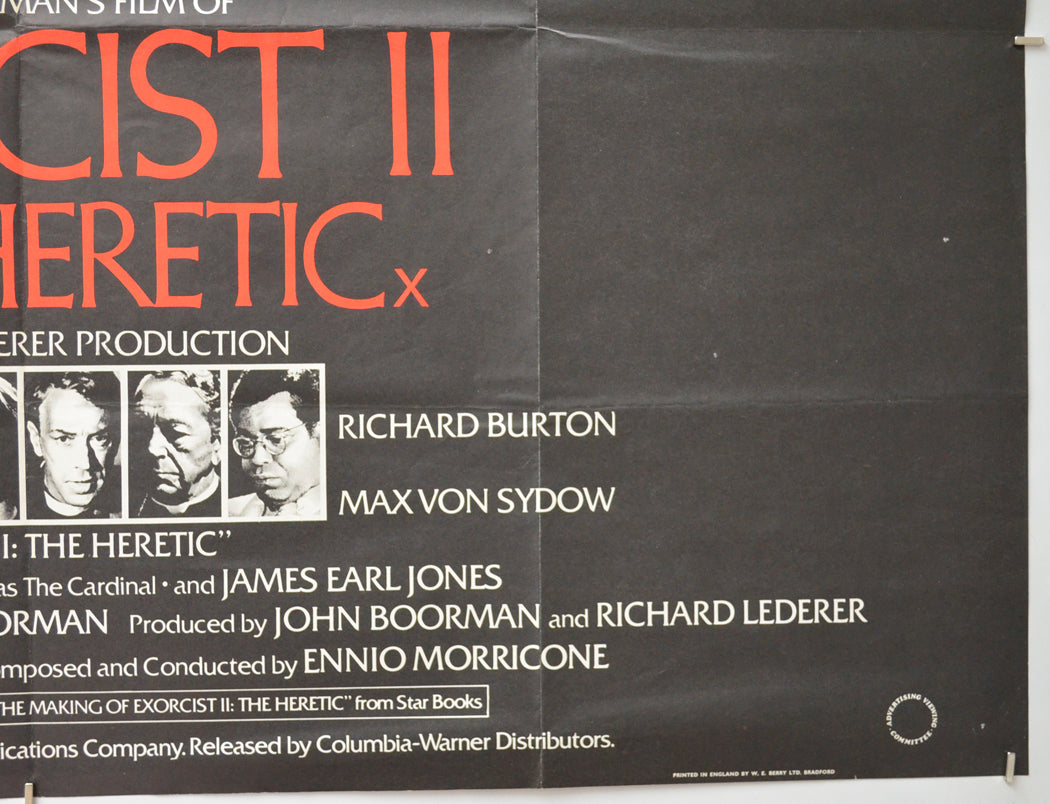 MAN'S FILM OF
CIST II
HERETIC x
ERER PRODUCTION
RICHARD BURTON
MAX VON SYDOW
I: THE HERETIC"
as The Cardinal • and JAMES EARL JONES
ORMAN Produced by JOHN BOORMAN and RICHARD LEDERER
omposed and Conducted by ENNIO MORRICONE
THE MAKING OF EXORCIST II: THE HERETIC" from Star Books
ications Company. Released by Columbia-Warner Distributors.
ADVERTISING VIEWING COMMITTEE
PRINTED IN ENGLAND BY W. E. BERRY LTD. BRADFORD